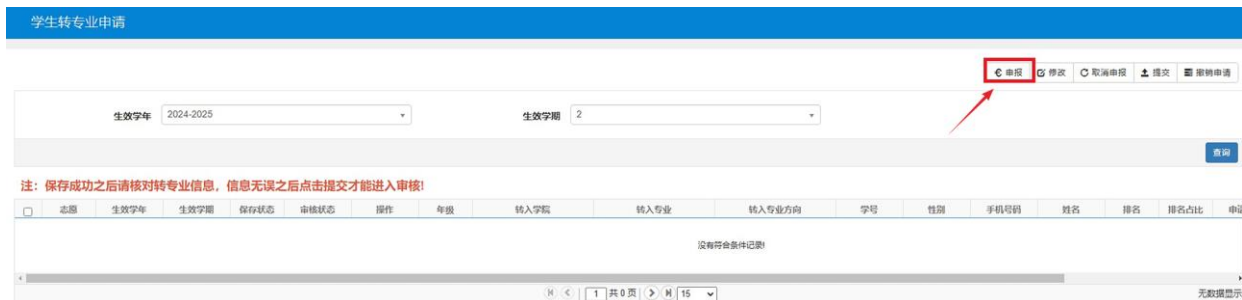 学生转专业申请
申报 修改 取消申报 提交 撤销申请
生效学年 2024-2025 生效学期 2
查询
注：保存成功之后请核对转专业信息，信息无误之后点击提交才能进入审核!
志愿 生效学年 生效学期 保存状态 审核状态 操作 年级 转入学院 转入专业 转入专业方向 学号 性别 手机号码 姓名 排名 排名占比 申请
没有符合条件记录!
1 共 0 页 15 无数据显示